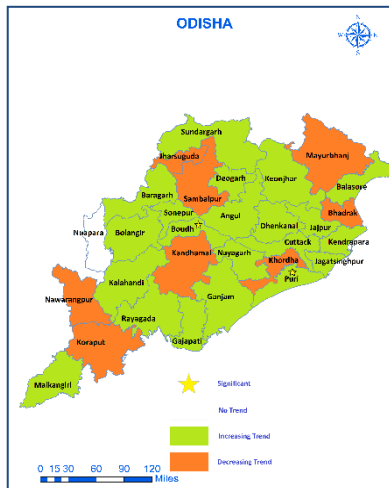 ODISHA
N
W E
S
Sundargarh
Jharsuguda
Mayurbhanj
Deogarh
Keonjhar
Balasore
Baragarh
Sambalpur
Bhadrak
Sonepur
Angul
Nuapara
Bolangir
Boudh
Dhenkanal
Jajpur
Kendrapara
Cuttack
Kandhamal
Nayagarh
Khordha
Jagatsinghpur
Kalahandi
Puri
Nawarangpur
Ganjam
Rayagada
Koraput
Gajapati
Malkangiri
Significant
No Trend
Increasing Trend
Decreasing Trend
0 15 30 60 90 120
Miles